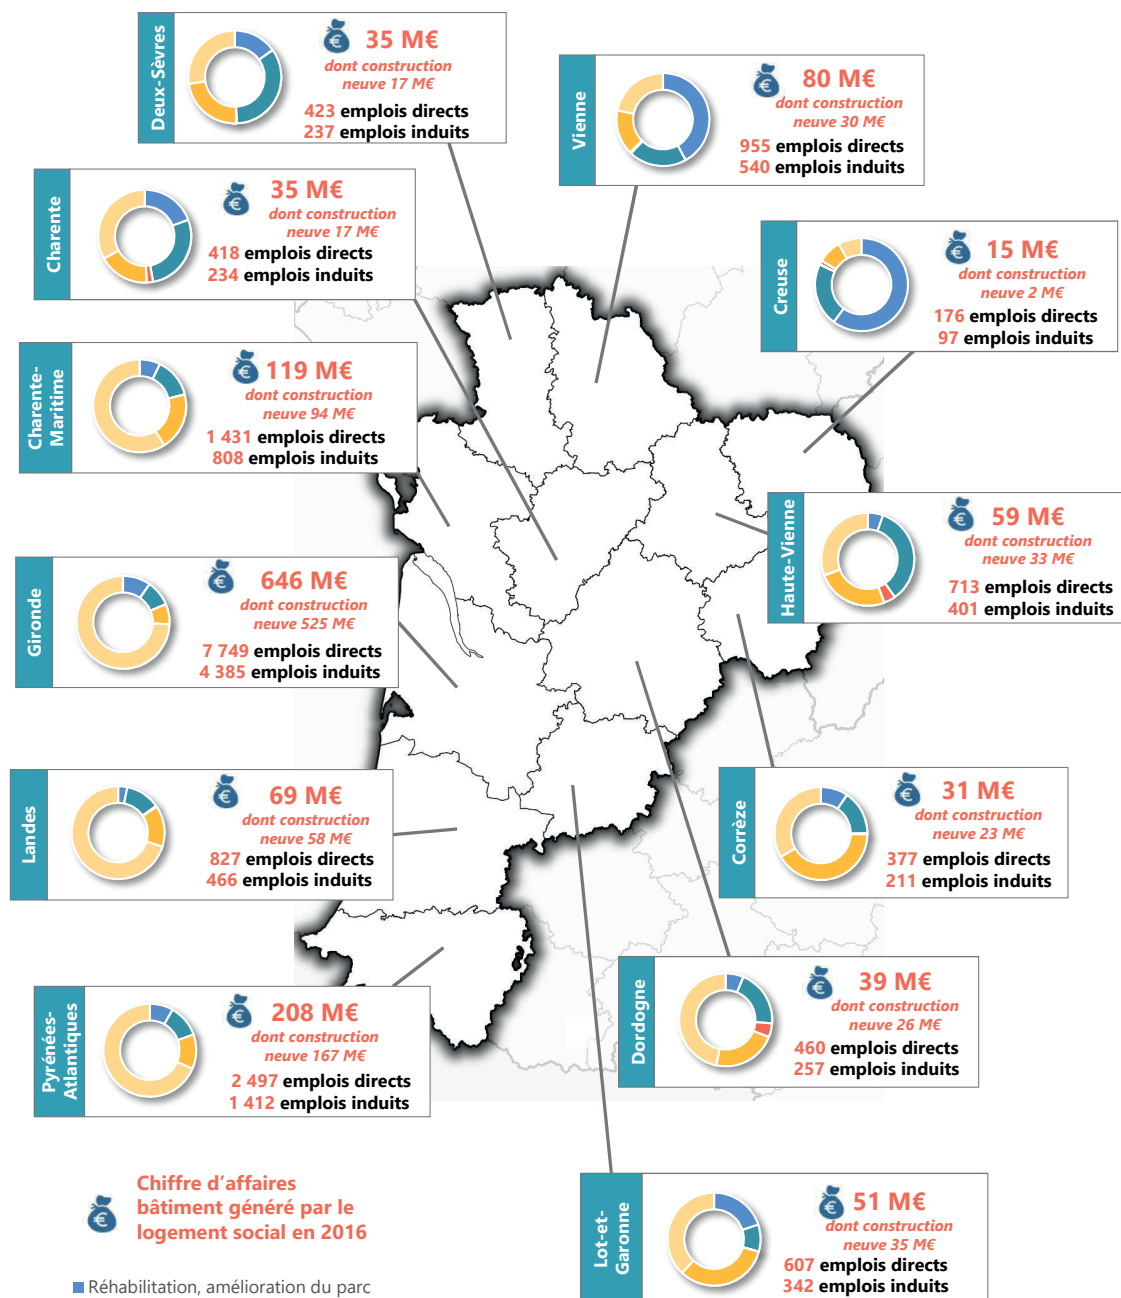 Deux-Sèvres
35 M€
dont construction
neuve 17 M€
423 emplois directs
237 emplois induits
Vienne
80 M€
dont construction
neuve 30 M€
955 emplois directs
540 emplois induits
Charente
35 M€
dont construction
neuve 17 M€
418 emplois directs
234 emplois induits
Creuse
15 M€
dont construction
neuve 2 M€
176 emplois directs
97 emplois induits
Charente-
Maritime
119 M€
dont construction
neuve 94 M€
1 431 emplois directs
808 emplois induits
Haute-Vienne
59 M€
dont construction
neuve 33 M€
713 emplois directs
401 emplois induits
Gironde
646 M€
dont construction
neuve 525 M€
7 749 emplois directs
4 385 emplois induits
Landes
69 M€
dont construction
neuve 58 M€
827 emplois directs
466 emplois induits
Corrèze
31 M€
dont construction
neuve 23 M€
377 emplois directs
211 emplois induits
Pyrénées-
Atlantiques
208 M€
dont construction
neuve 167 M€
2 497 emplois directs
1 412 emplois induits
Dordogne
39 M€
dont construction
neuve 26 M€
460 emplois directs
257 emplois induits
Lot-et-
Garonne
51 M€
dont construction
neuve 35 M€
607 emplois directs
342 emplois induits
Chiffre d'affaires
bâtiment généré par le
logement social en 2016
Réhabilitation, amélioration du parc